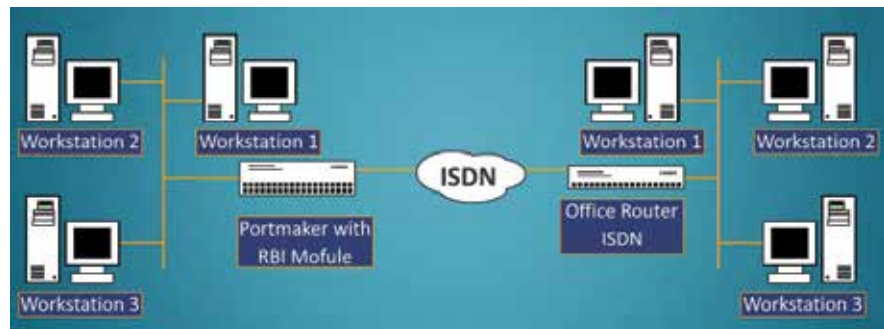 Workstation 2
Workstation 1
Workstation 3
Portmaker with
RBI Mofule
ISDN
Office Router
ISDN
Workstation 1
Workstation 2
Workstation 3